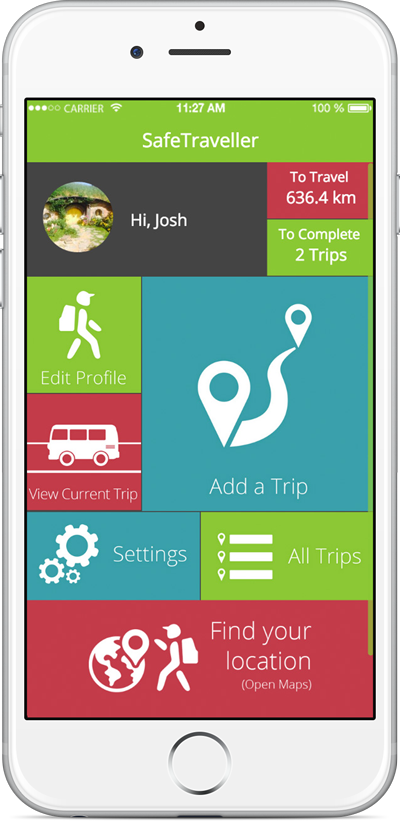 CARRIER 11:27 AM 100 %
SafeTraveller
To Travel
636.4 km
Hi, Josh
To Complete
2 Trips
Edit Profile
Add a Trip
View Current Trip
Settings
All Trips
Find your
location
(Open Maps)